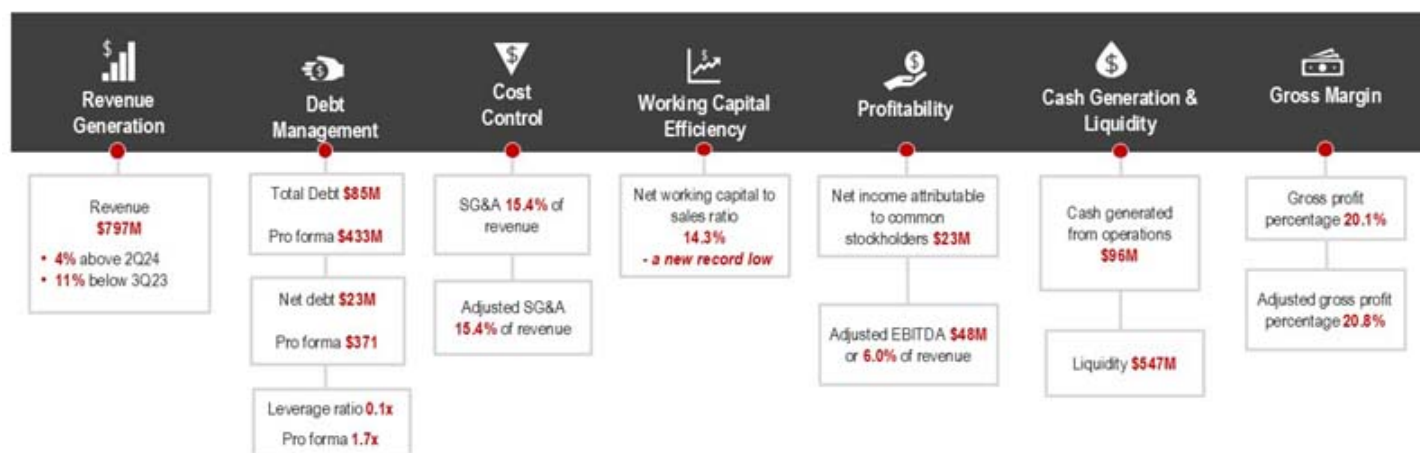 $
Revenue
Generation
Revenue
$797M
• 4% above 2Q24
• 11% below 3Q23
$
Debt
Management
Total Debt $85M
Pro forma $433M
Net debt $23M
Pro forma $371
Leverage ratio 0.1x
Pro forma 1.7x
$
Cost
Control
SG&A 15.4% of
revenue
Adjusted SG&A
15.4% of revenue
$
Working Capital
Efficiency
Net working capital to
sales ratio
14.3%
- a new record low
$
Profitability
Net income attributable
to common
stockholders $23M
Adjusted EBITDA $48M
or 6.0% of revenue
$
Cash Generation &
Liquidity
Cash generated
from operations
$96M
Liquidity $547M
Gross Margin
Gross profit
percentage 20.1%
Adjusted gross profit
percentage 20.8%